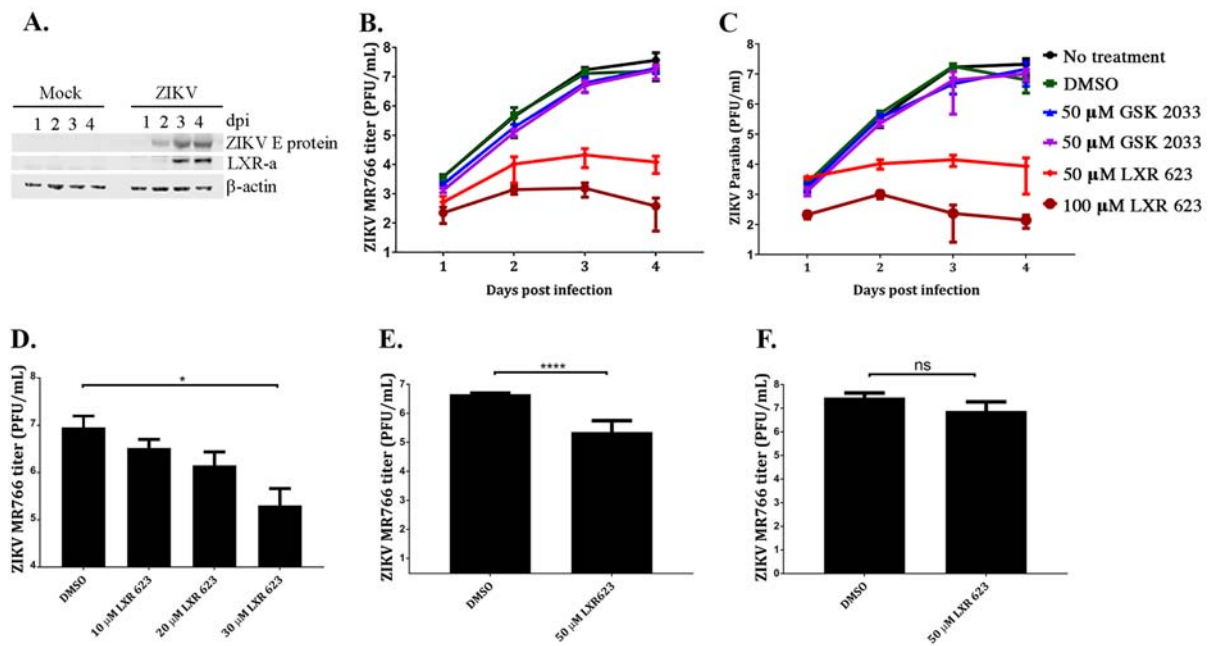 A.
Mock ZIKV
1 2 3 4 1 2 3 4 dpi
ZIKV E protein
LXR-a
β-actin
B.
ZIKV MR766 titer (PFU/mL)
8
7
6
5
4
3
2
1
1 2 3 4
Days post infection
C
ZIKV Paraiba (PFU/ml)
8
7
6
5
4
3
2
1
1 2 3 4
Days post infection
No treatment
DMSO
50 µM GSK 2033
50 µM GSK 2033
50 µM LXR 623
100 µM LXR 623
D.
ZIKV MR766 titer (PFU/mL)
8
7
6
5
4
*
DMSO
10 µM LXR 623
20 µM LXR 623
30 µM LXR 623
E.
ZIKV MR766 titer (PFU/mL)
7
6
5
4
3
2
1
****
DMSO
50 µM LXR623
F.
ZIKV MR766 titer (PFU/mL)
8
7
6
5
4
3
2
1
0
ns
DMSO
50 µM LXR 623